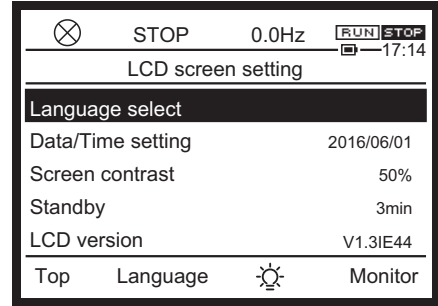 STOP 0.0Hz RUN STOP
17:14
LCD screen setting
Language select
Data/Time setting 2016/06/01
Screen contrast 50%
Standby 3min
LCD version V1.3IE44
Top Language Monitor